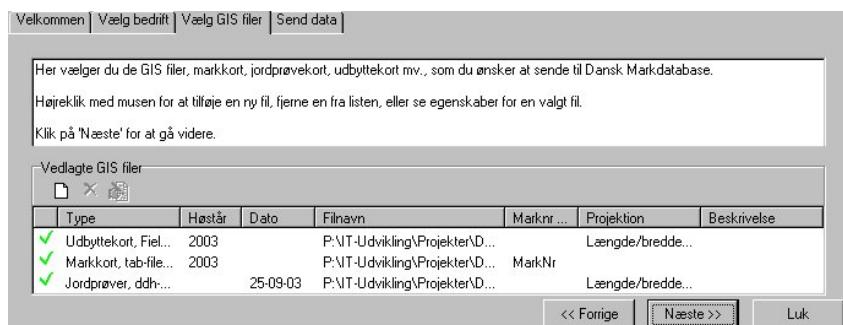 Velkommen Vælg bedrift Vælg GIS filer Send data
Her vælger du de GIS filer, markkort, jordprøvekort, udbyttekort mv., som du ønsker at sende til Dansk Markdatabase.
Højreklik med musen for at tilføje en ny fil, fjerne en fra listen, eller se egenskaber for en valgt fil.
Klik på 'Næste' for at gå videre.
Vedlagte GIS filer
Type Høstår Dato Filnavn Marknr ... Projektion Beskrivelse
Udbyttekort, Fiel... 2003 P:\IT-Udvikling\Projekter\D... Længde/bredde...
Markkort, tab-file... 2003 P:\IT-Udvikling\Projekter\D... MarkNr
Jordprøver, ddh-... 25-09-03 P:\IT-Udvikling\Projekter\D... Længde/bredde...
<< Forrige Næste >> Luk